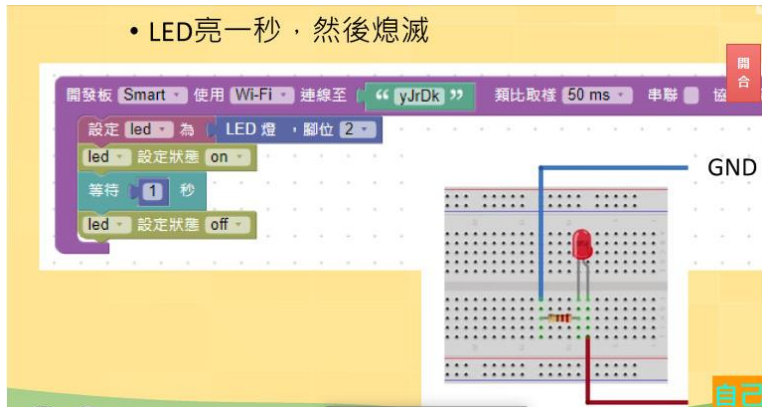 • LED亮一秒，然後熄滅
開合
開發板 Smart 使用 Wi-Fi 連線至 “ yJrDk ” 類比取樣 50 ms 串聯 協
設定 led 為 LED 燈 ，腳位 2
led 設定狀態 on
等待 1 秒
led 設定狀態 off
GND
自己